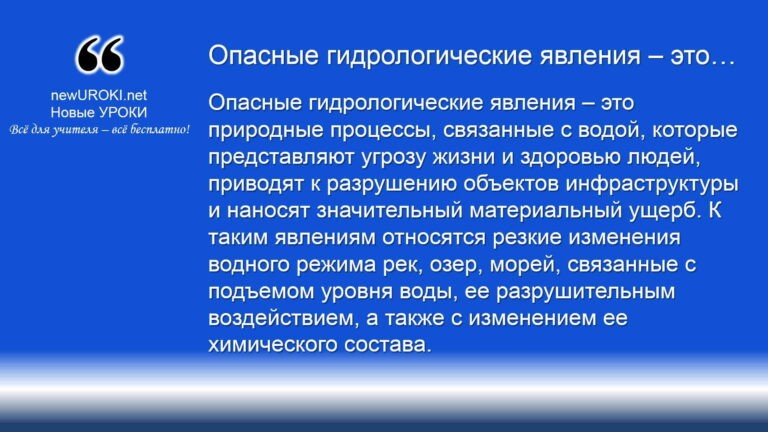 ❝
newUROKI.net
Новые УРОКИ
Всё для учителя – всё бесплатно!
Опасные гидрологические явления – это…
Опасные гидрологические явления – это
природные процессы, связанные с водой, которые
представляют угрозу жизни и здоровью людей,
приводят к разрушению объектов инфраструктуры
и наносят значительный материальный ущерб. К
таким явлениям относятся резкие изменения
водного режима рек, озер, морей, связанные с
подъемом уровня воды, ее разрушительным
воздействием, а также с изменением ее
химического состава.